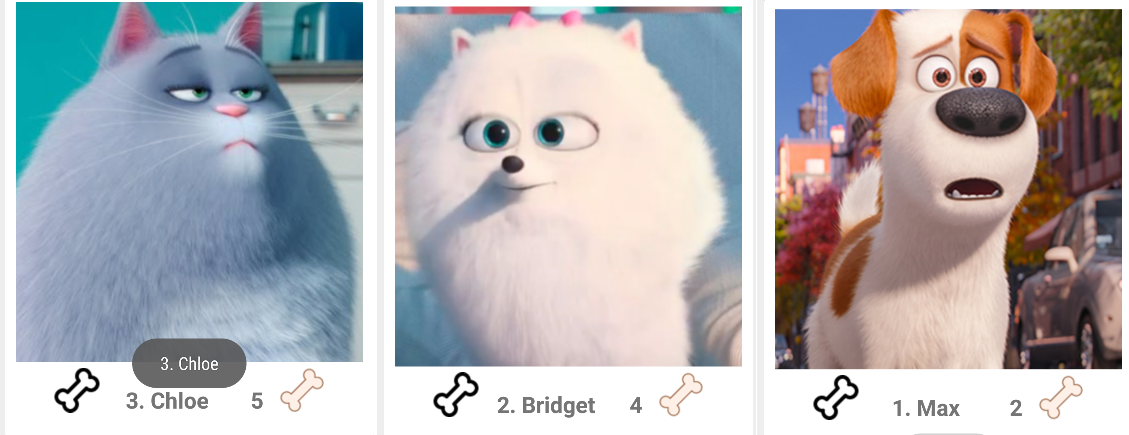 3. Chloe
3. Chloe 5
2. Bridget 4
1. Max 2